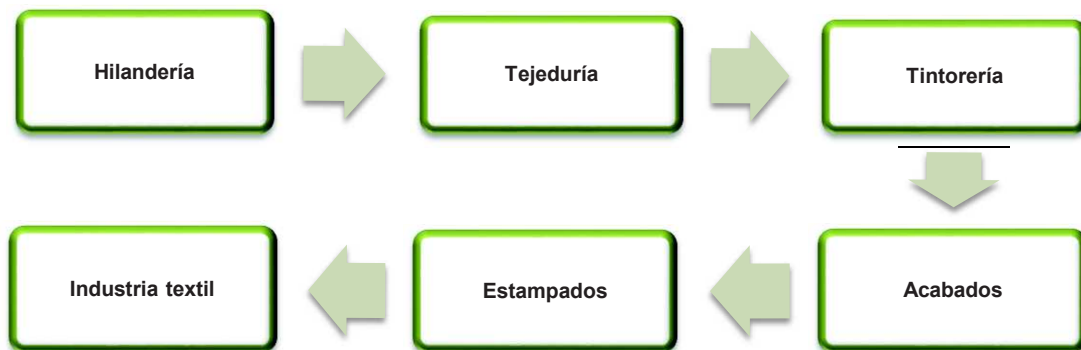 Hilandería
Tejeduría
Tintorería
Acabados
Estampados
Industria textil